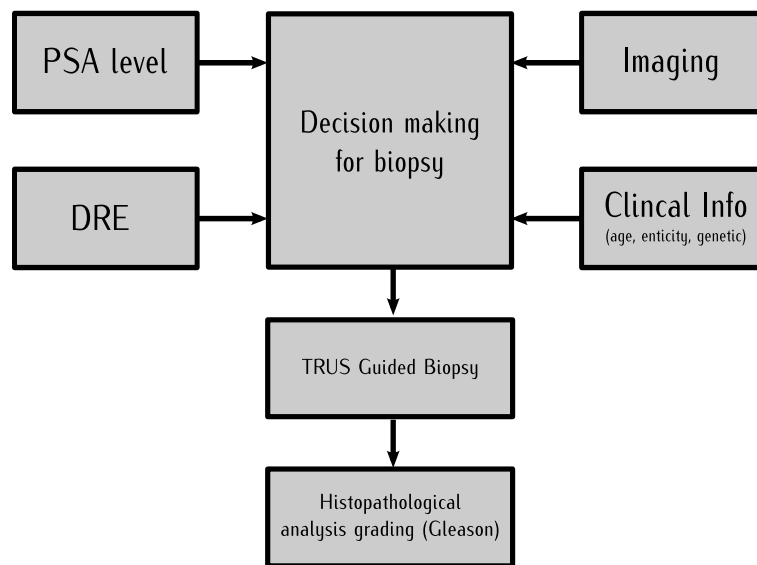 PSA level
Decision making
for biopsy
Imaging
DRE
Clincal Info
(age, enticity, genetic)
TRUS Guided Biopsy
Histopathological
analysis grading (Gleason)